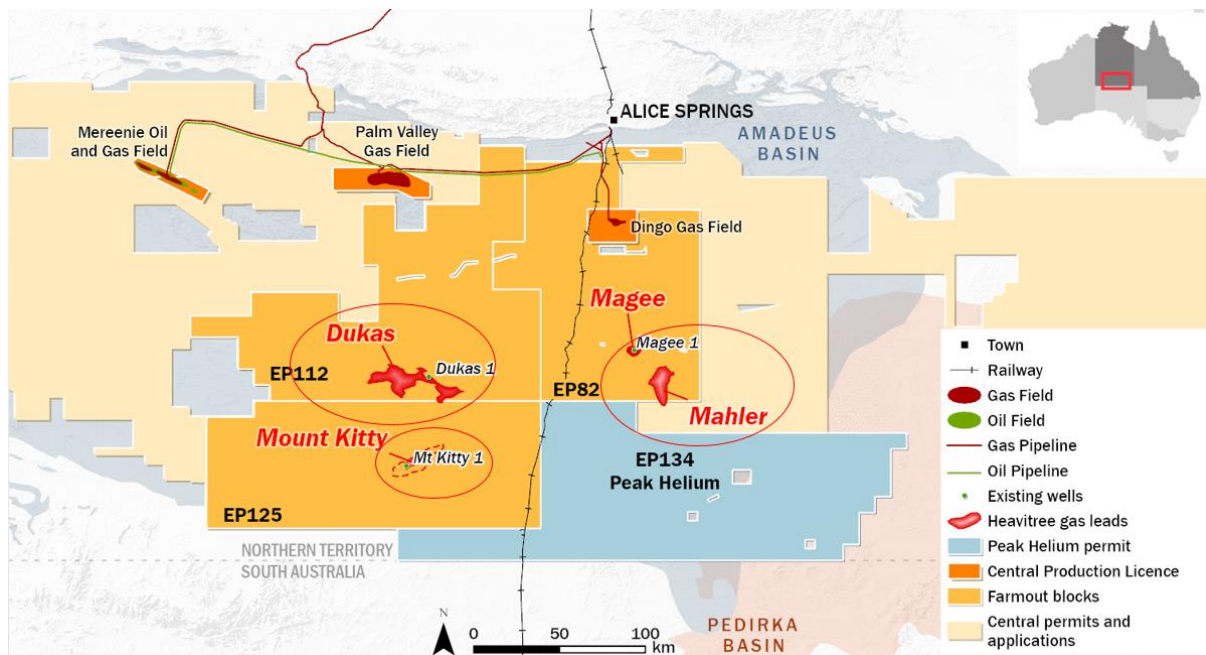 ALICE SPRINGS
AMADEUS
BASIN
Mereenie Oil
and Gas Field
Palm Valley
Gas Field
Dingo Gas Field
Magee
Magee 1
Dukas
Dukas 1
EP112
EP82
Mahler
Mount Kitty
Mt Kitty 1
EP134
Peak Helium
EP125
NORTHERN TERRITORY
SOUTH AUSTRALIA
PEDIRKA
BASIN
N
0 50 100
km
Town
Railway
Gas Field
Oil Field
Gas Pipeline
Oil Pipeline
Existing wells
Heavitree gas leads
Peak Helium permit
Central Production Licence
Farmout blocks
Central permits and
applications